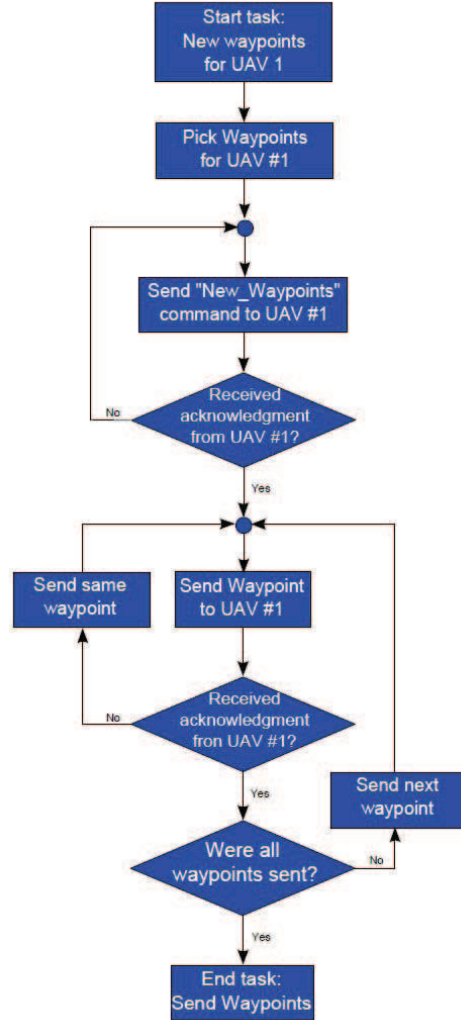 Start task:
New waypoints
for UAV 1
Pick Waypoints
for UAV #1
Send "New_Waypoints"
command to UAV #1
Received
acknowledgment
from UAV #1?
No
Yes
Send same
waypoint
Send Waypoint
to UAV #1
Received
acknowledgment
fron UAV #1?
No
Yes
Send next
waypoint
Were all
waypoints sent?
No
Yes
End task:
Send Waypoints